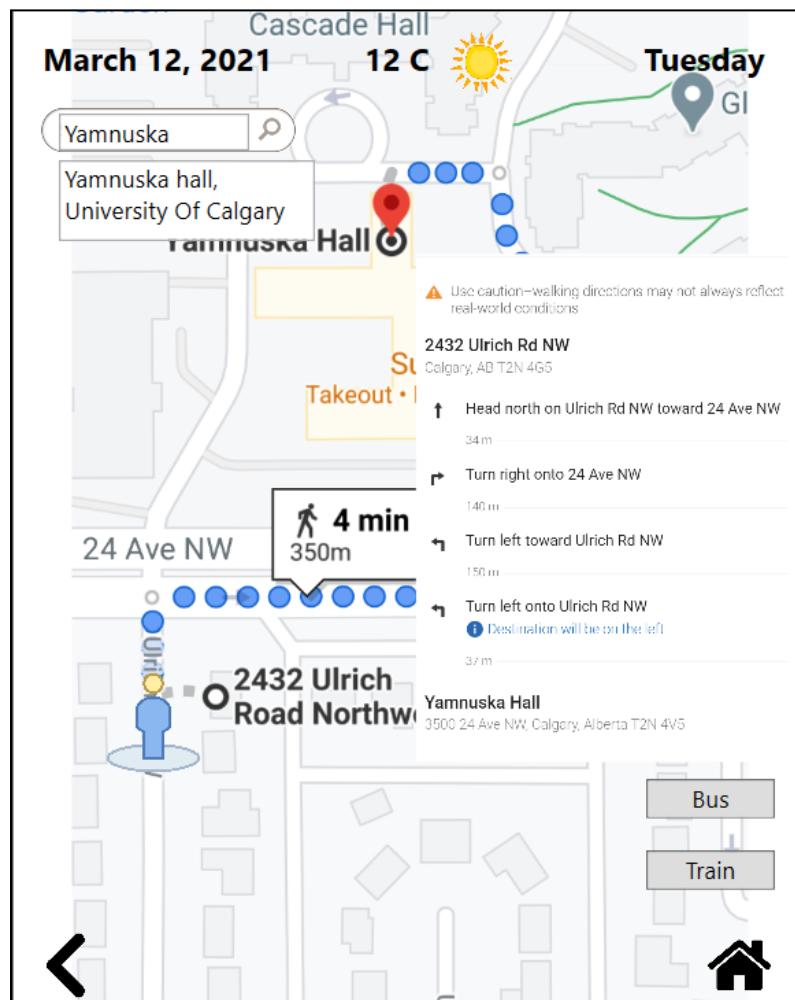 Cascade Hall
March 12, 2021
12 C
Tuesday
Gl
Yamnuska
Yamnuska hall,
University Of Calgary
Yamnuska Hall
Use caution–walking directions may not always reflect
real-world conditions
2432 Ulrich Rd NW
Calgary, AB T2N 4G5
Su
Takeout •
Head north on Ulrich Rd NW toward 24 Ave NW
34 m
Turn right onto 24 Ave NW
140 m
4 min
350m
24 Ave NW
Turn left toward Ulrich Rd NW
150 m
Turn left onto Ulrich Rd NW
Destination will be on the left
37 m
Ulri
2432 Ulrich
Road Northw
Yamnuska Hall
3500 24 Ave NW, Calgary, Alberta T2N 4V5
Bus
Train